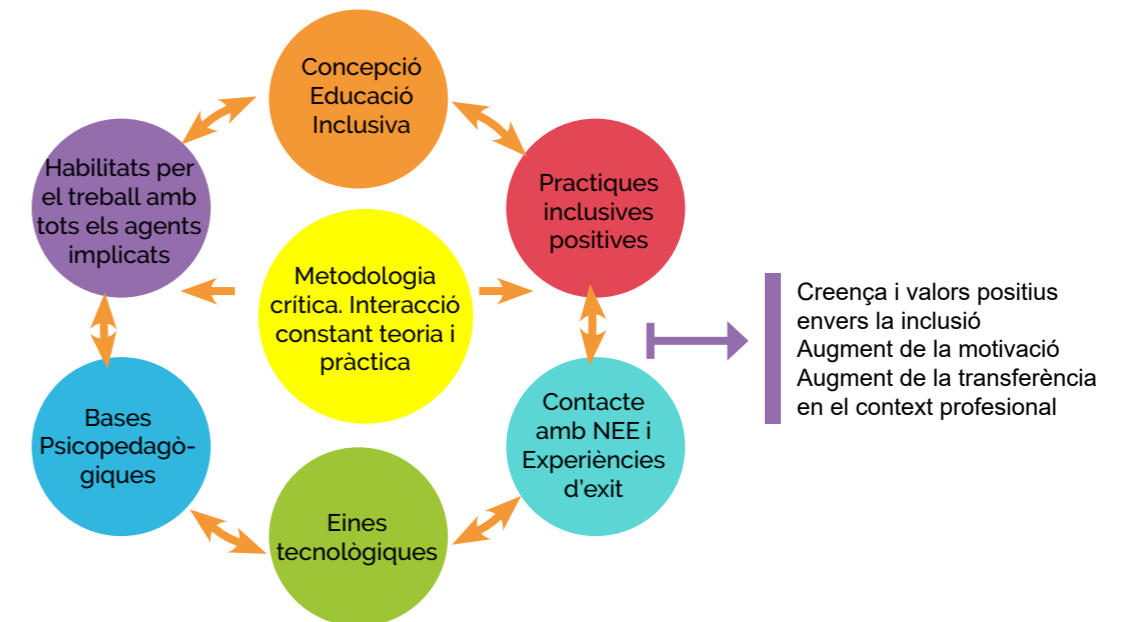 Concepció
Educació
Inclusiva
Habilitats per
el treball amb
tots els agents
implicats
Practiques
inclusives
positives
Metodologia
crítica. Interacció
constant teoria i
pràctica
Creença i valors positius
envers la inclusió
Augment de la motivació
Augment de la transferència
en el context profesional
Bases
Psicopedagò-
giques
Contacte
amb NEE i
Experiències
d'exit
Eines
tecnològiques